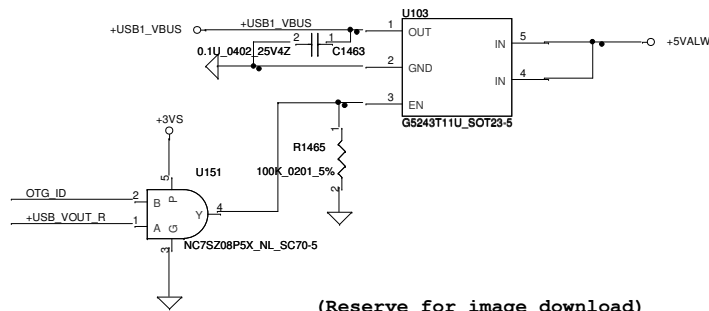 U103
+USB1_VBUS
+USB1_VBUS
1
OUT
2
1
0.1U_0402_25V4Z
C1463
IN
5
+5VALW
2
GND
IN
4
3
EN
G5243T11U_SOT23-5
+3VS
1
R1465
100K_0201_5%
2
5
U151
OTG_ID
2
B
P
Y
4
+USB_VOUT_R
1
A
G
3
NC7SZ08P5X_NL_SC70-5
(Reserve for image download)